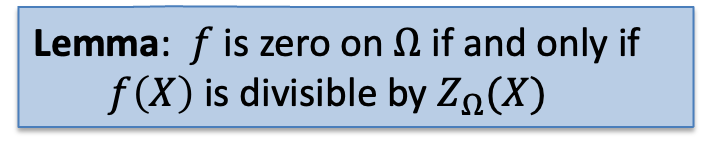 Lemma: f is zero on Ω if and only if
f(X) is divisible by Z_Ω(X)